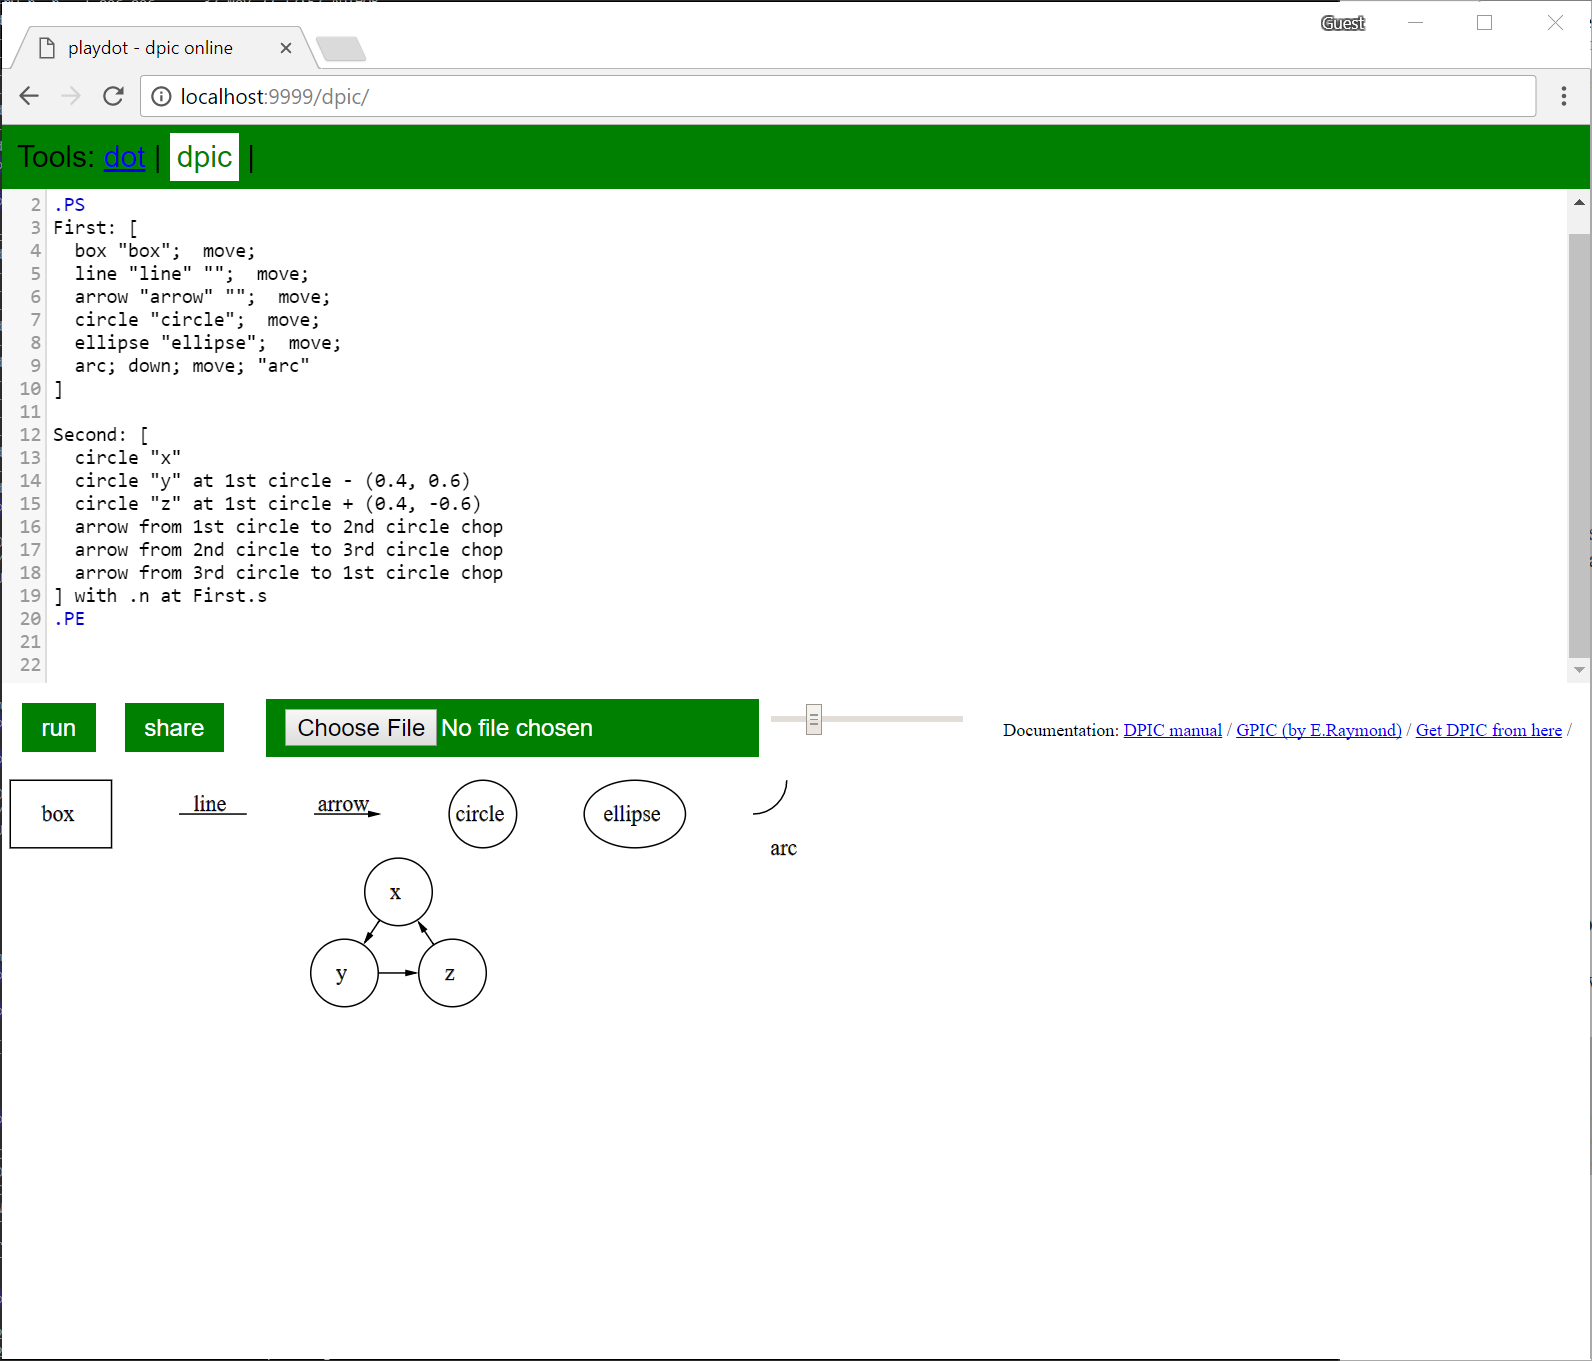 Guest
playdot - dpic online
localhost:9999/dpic/
Tools: dot | dpic |
2 .PS
3 First: [
4   box "box";  move;
5   line "line" "";  move;
6   arrow "arrow" "";  move;
7   circle "circle";  move;
8   ellipse "ellipse";  move;
9   arc; down; move; "arc"
10 ]
11
12 Second: [
13   circle "x"
14   circle "y" at 1st circle - (0.4, 0.6)
15   circle "z" at 1st circle + (0.4, -0.6)
16   arrow from 1st circle to 2nd circle chop
17   arrow from 2nd circle to 3rd circle chop
18   arrow from 3rd circle to 1st circle chop
19 ] with .n at First.s
20 .PE
21
22
run share Choose File No file chosen
Documentation: DPIC manual / GPIC (by E.Raymond) / Get DPIC from here /
box line arrow circle ellipse
arc
x
y z